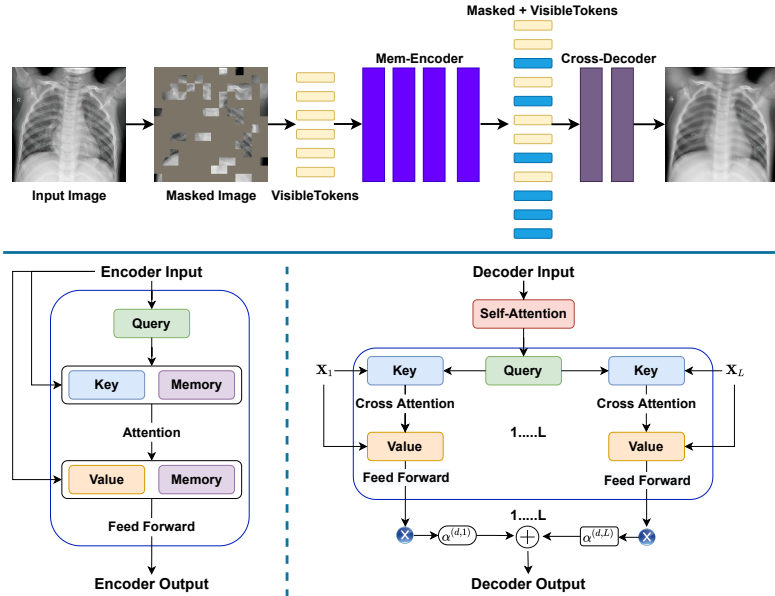 Masked + VisibleTokens
Mem-Encoder
Cross-Decoder
R
Input Image
Masked Image
VisibleTokens
Encoder Input
Query
Key
Memory
Attention
Value
Memory
Feed Forward
Encoder Output
Decoder Input
Self-Attention
X₁
Key
Query
Key
X_L
Cross Attention
Cross Attention
Value
1.....L
Value
Feed Forward
Feed Forward
1.....L
X
α^(d,1)
+
α^(d,L)
X
Decoder Output